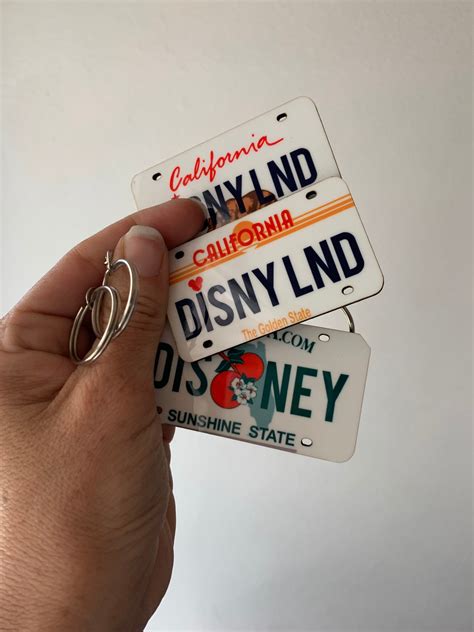 California
NYLND
CALIFORNIA
DISNYLND
The Golden State
.COM
DIS NEY
SUNSHINE STATE